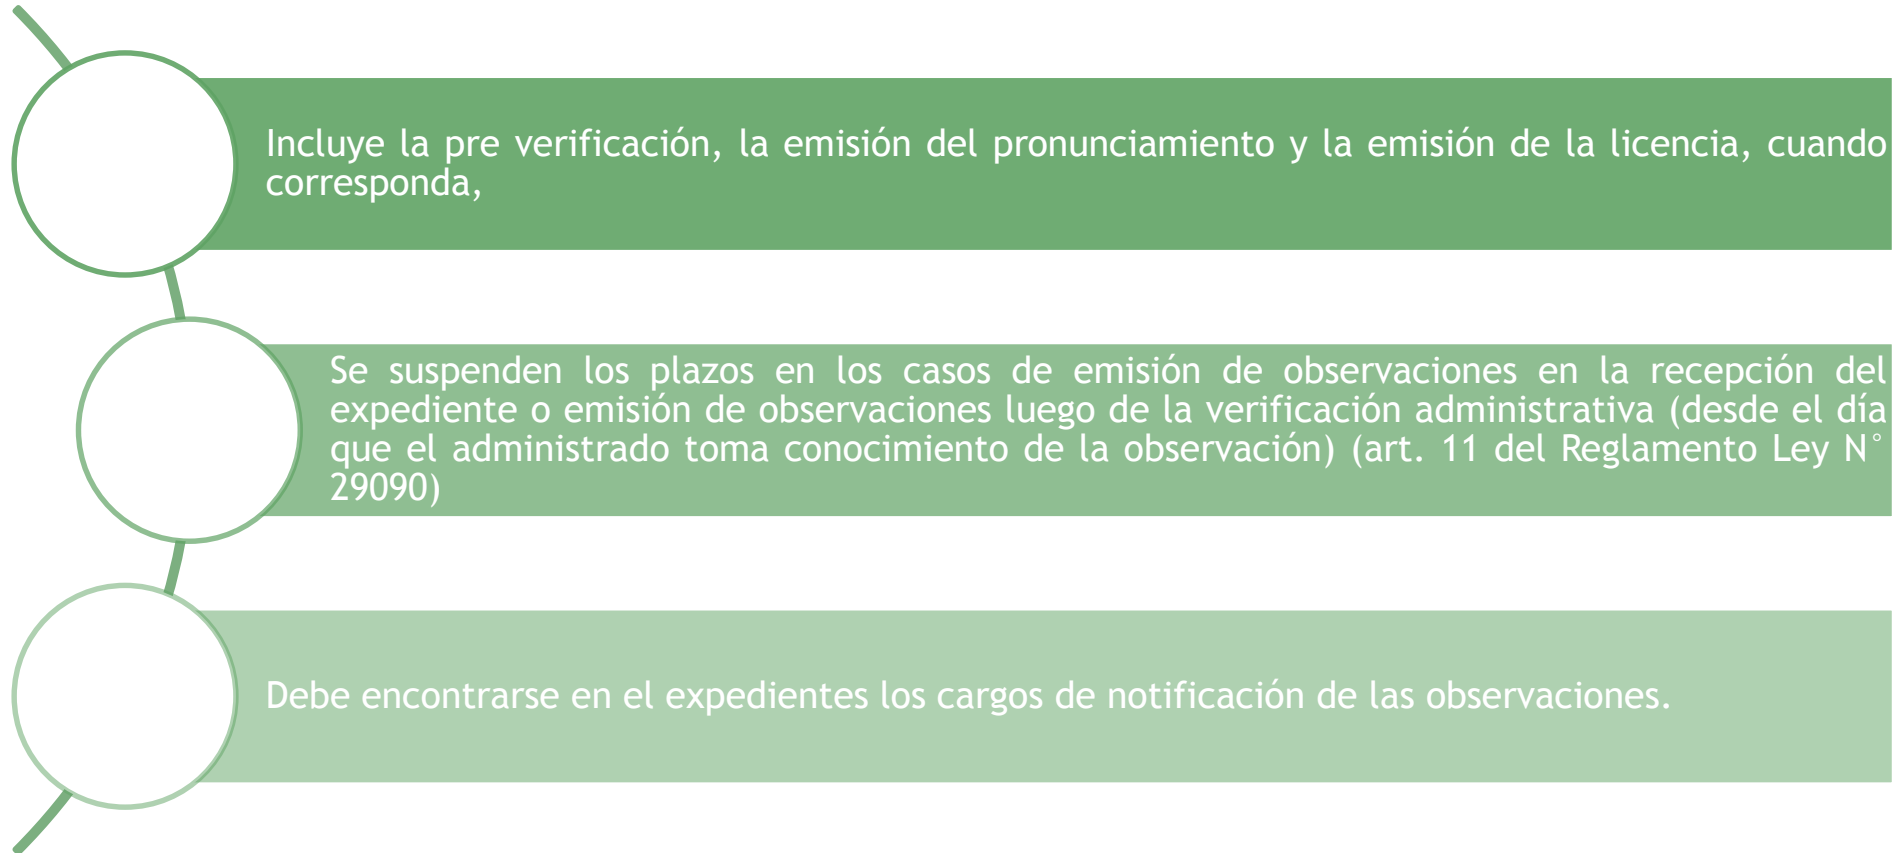 Incluye la pre verificación, la emisión del pronunciamiento y la emisión de la licencia, cuando
corresponda,
Se suspenden los plazos en los casos de emisión de observaciones en la recepción del
expediente o emisión de observaciones luego de la verificación administrativa (desde el día
que el administrado toma conocimiento de la observación) (art. 11 del Reglamento Ley N°
29090)
Debe encontrarse en el expedientes los cargos de notificación de las observaciones.